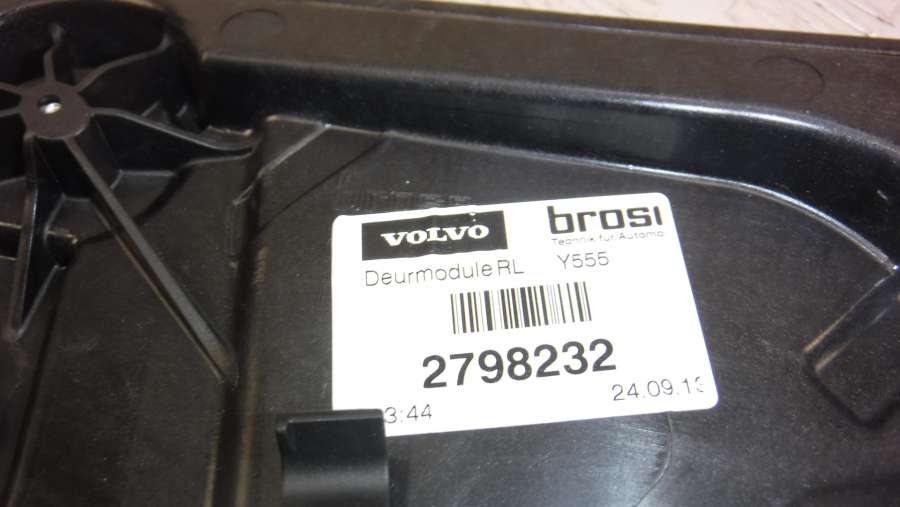 VOLVO brosi
Technik für Automo
Deurmodule RL Y555
2798232
3:44 24.09.13